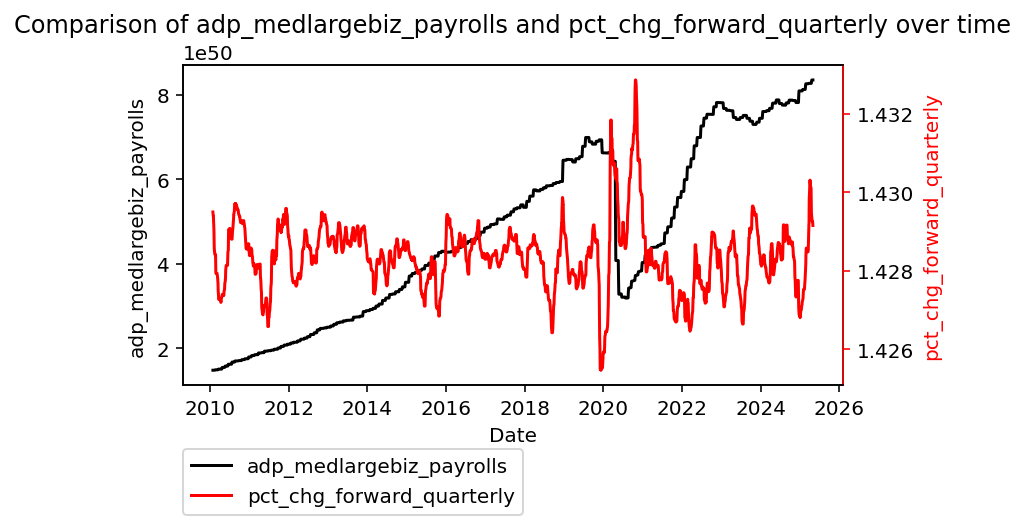 Comparison of adp_medlargebiz_payrolls and pct_chg_forward_quarterly over time
1e50
8
6
4
2
adp_medlargebiz_payrolls
1.432
1.430
1.428
1.426
pct_chg_forward_quarterly
2010 2012 2014 2016 2018 2020 2022 2024 2026
Date
adp_medlargebiz_payrolls
pct_chg_forward_quarterly